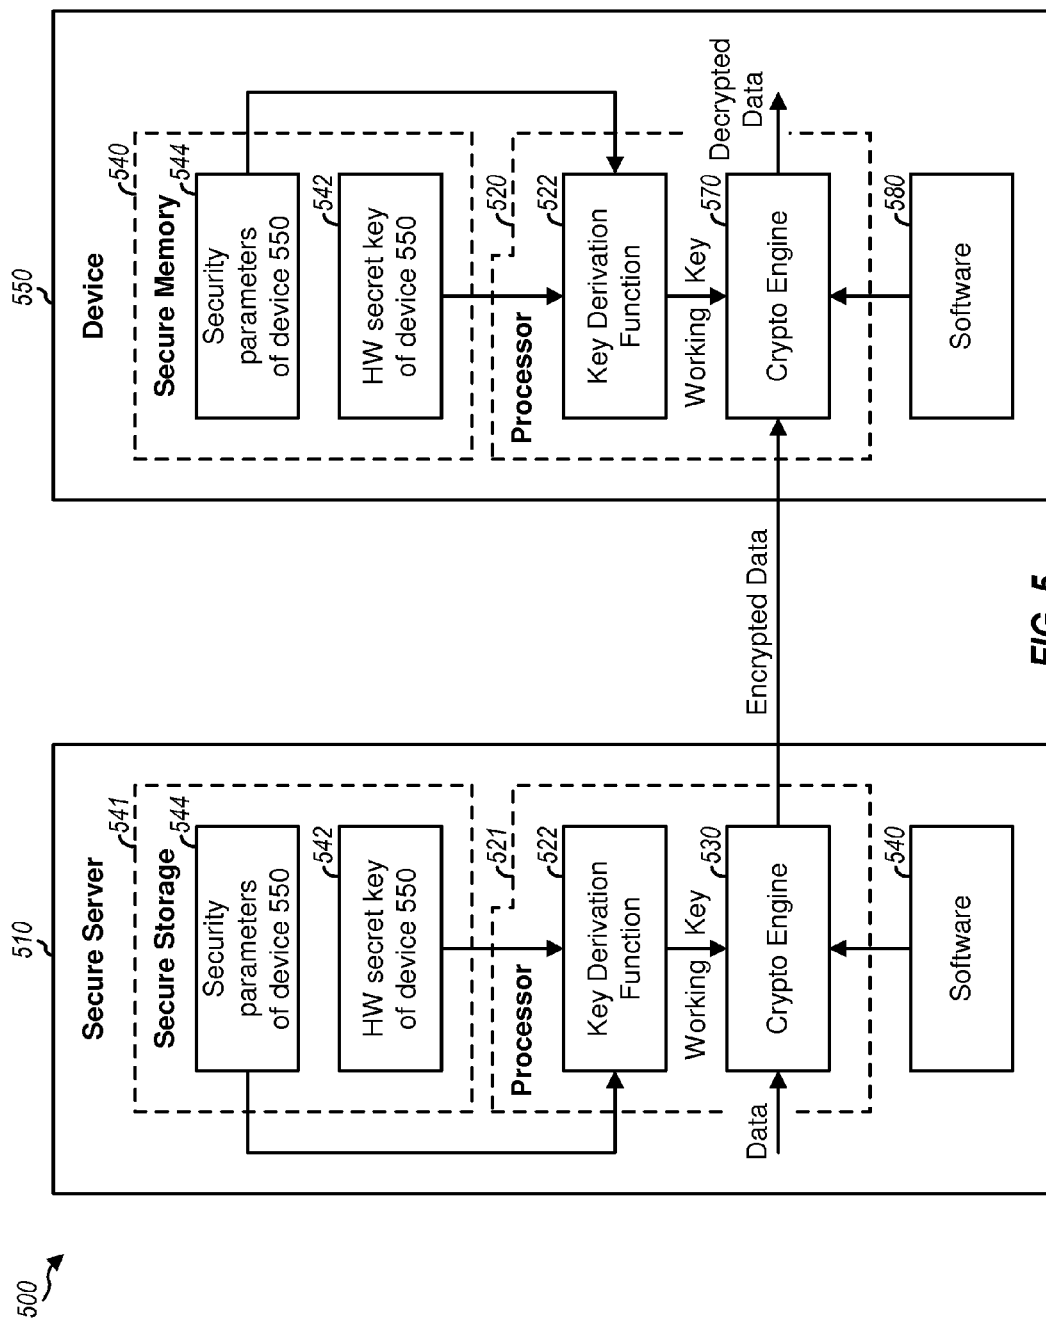 500
510
Secure Server
541
Secure Storage
544
Security
parameters
of device 550
542
HW secret key
of device 550
521
Processor
522
Key Derivation
Function
Working Key
530
Data
Crypto Engine
540
Software
Encrypted Data
550
Device
540
Secure Memory
544
Security
parameters
of device 550
542
HW secret key
of device 550
520
Processor
522
Key Derivation
Function
Working Key
570
Crypto Engine
Decrypted
Data
580
Software
FIG. 5